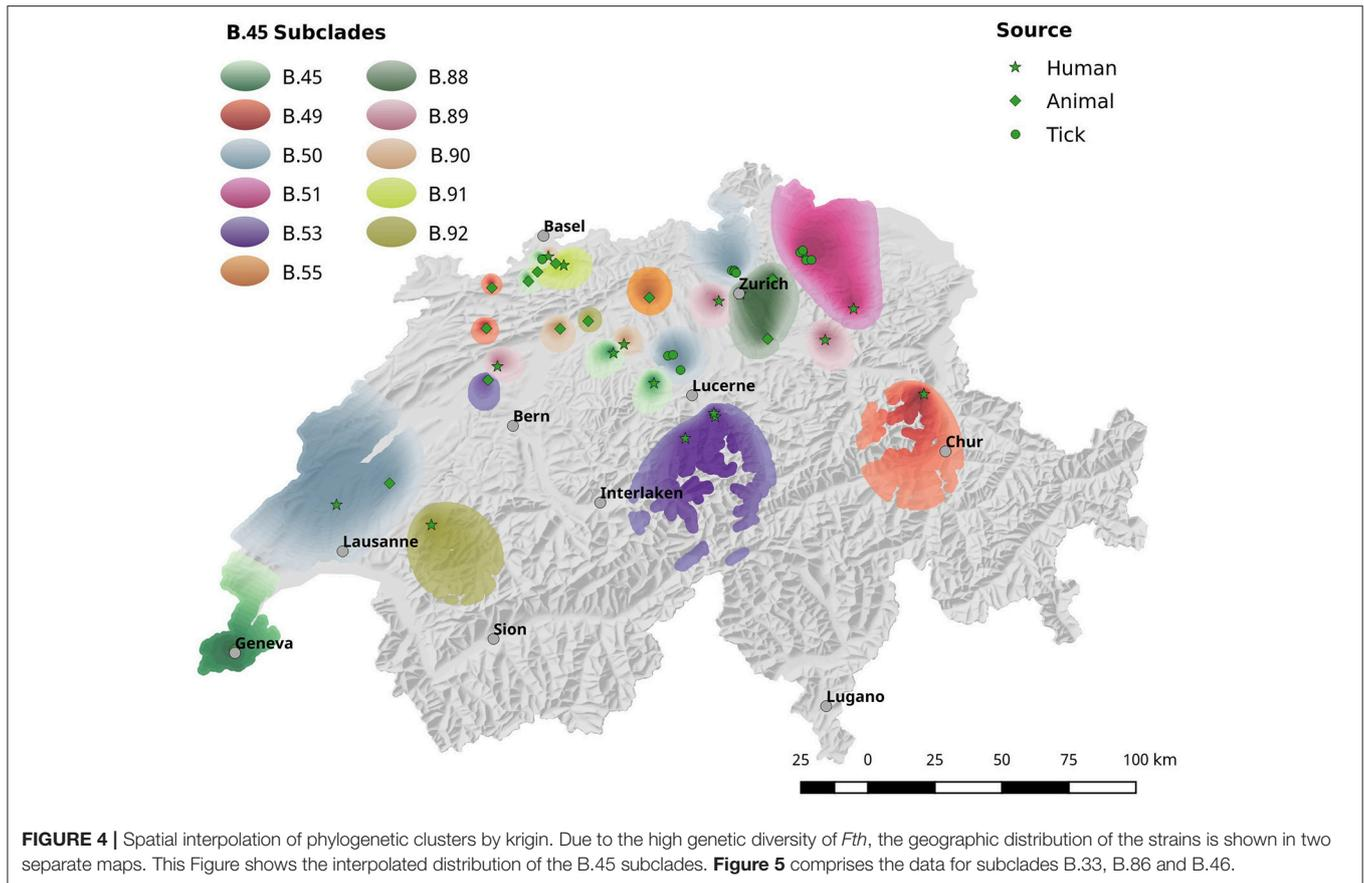 B.45 Subclades
B.45
B.49
B.50
B.51
B.53
B.55
B.88
B.89
B.90
B.91
B.92
Source
Human
Animal
Tick
Basel
Zurich
Lucerne
Bern
Chur
Interlaken
Lausanne
Sion
Geneva
Lugano
25 0 25 50 75 100 km
FIGURE 4 | Spatial interpolation of phylogenetic clusters by krigin. Due to the high genetic diversity of Fth, the geographic distribution of the strains is shown in two
separate maps. This Figure shows the interpolated distribution of the B.45 subclades. Figure 5 comprises the data for subclades B.33, B.86 and B.46.